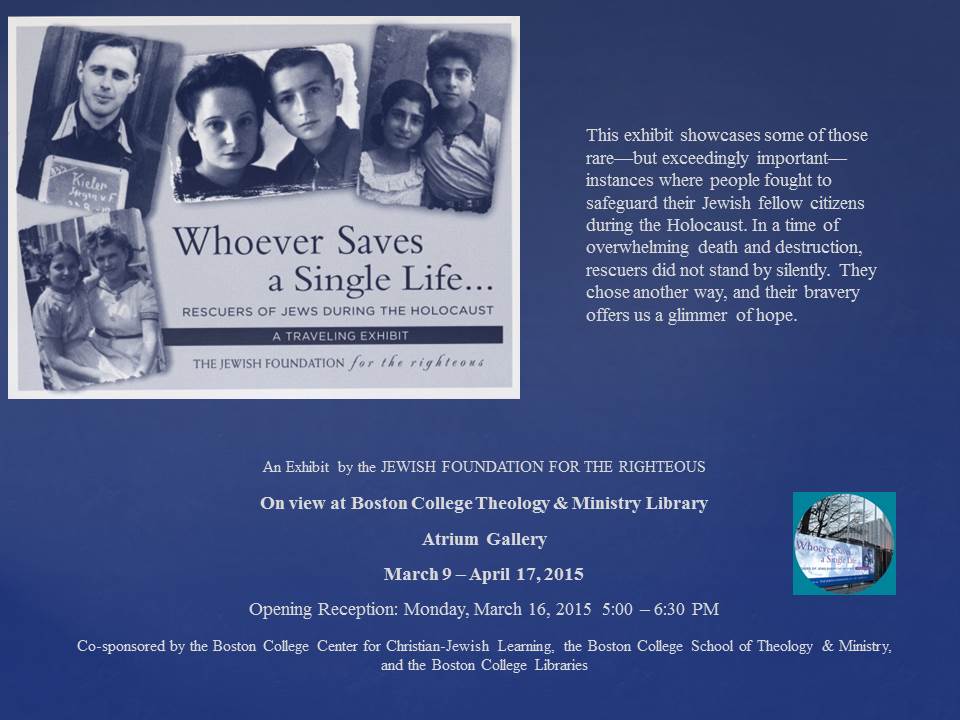 Kieler
Whoever Saves
a Single Life...
RESCUERS OF JEWS DURING THE HOLOCAUST
A TRAVELING EXHIBIT
THE JEWISH FOUNDATION for the righteous
This exhibit showcases some of those
rare—but exceedingly important—
instances where people fought to
safeguard their Jewish fellow citizens
during the Holocaust. In a time of
overwhelming death and destruction,
rescuers did not stand by silently. They
chose another way, and their bravery
offers us a glimmer of hope.
An Exhibit by the JEWISH FOUNDATION FOR THE RIGHTEOUS
On view at Boston College Theology & Ministry Library
Atrium Gallery
March 9 – April 17, 2015
Opening Reception: Monday, March 16, 2015 5:00 – 6:30 PM
Co-sponsored by the Boston College Center for Christian-Jewish Learning, the Boston College School of Theology & Ministry,
and the Boston College Libraries
Whoever Saves
a Single Life...